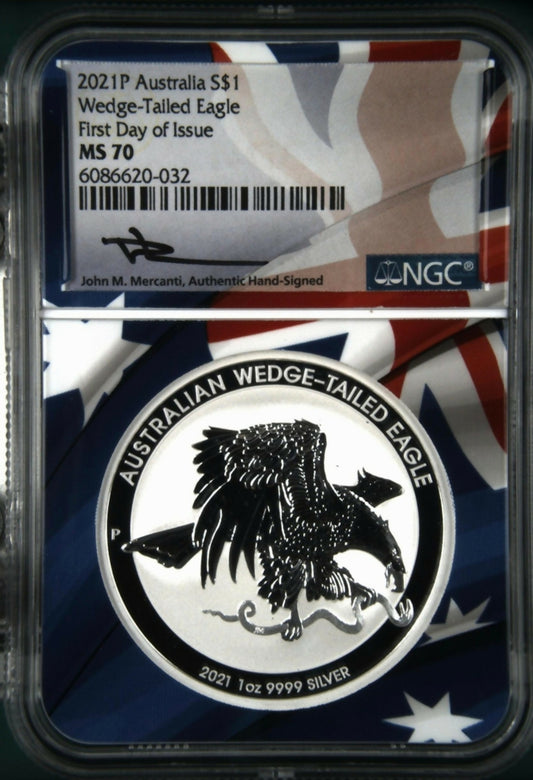 2021P Australia S$1
Wedge-Tailed Eagle
First Day of Issue
MS 70
6086620-032
John M. Mercanti, Authentic Hand-Signed
NGC®
AUSTRALIAN WEDGE-TAILED EAGLE
P
JM
2021 1oz 9999 SILVER